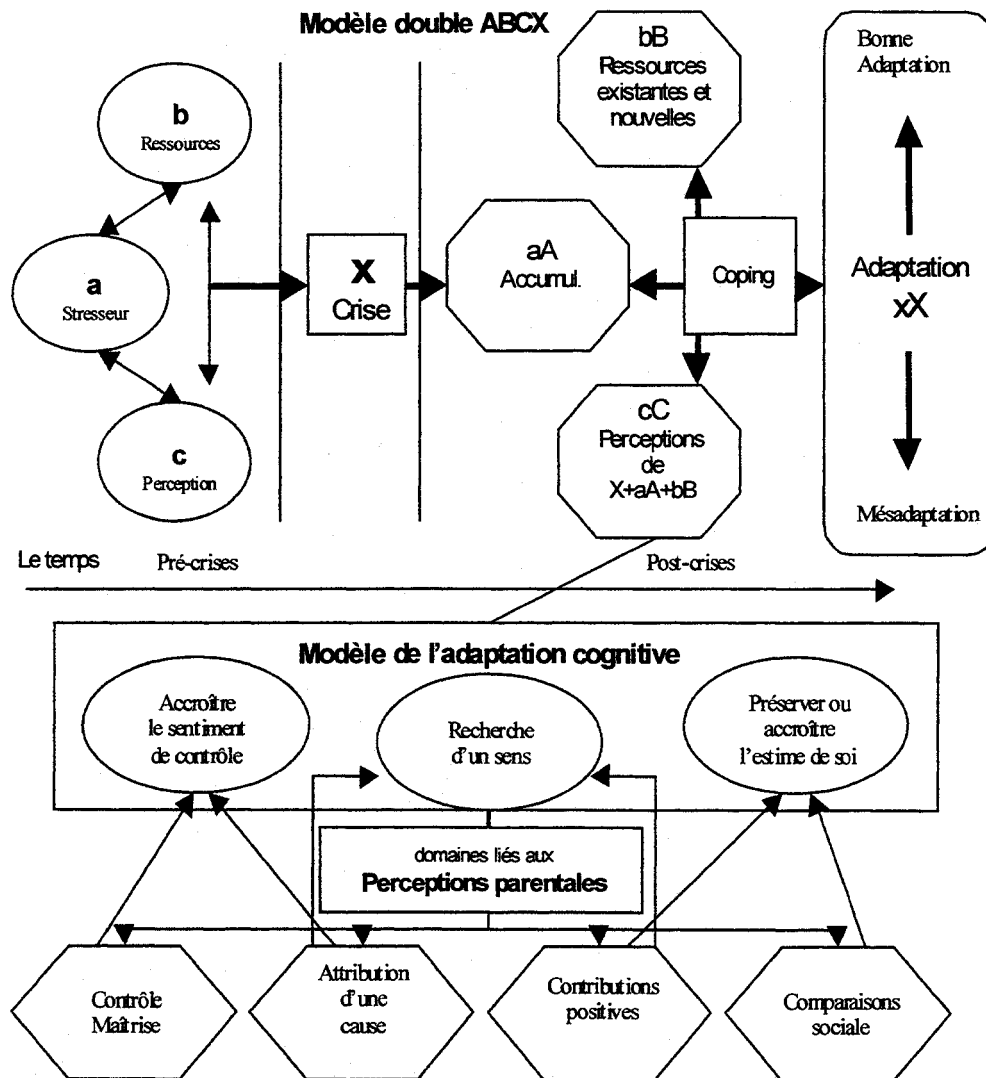 Modèle double ABCX
b
Ressources
a
Stresseur
c
Perception
X
Crise
aA
Accumul.
bB
Ressources
existantes et
nouvelles
Coping
cC
Perceptions
de
X+aA+bB
Bonne
Adaptation
Adaptation
xX
Mésadaptation
Le temps
Pré-crises
Post-crises
Modèle de l'adaptation cognitive
Accroître
le sentiment
de contrôle
Recherche
d'un sens
Préserver ou
accroître
l'estime de soi
domaines liés aux
Perceptions parentales
Contrôle
Maîtrise
Attribution
d'une
cause
Contributions
positives
Comparaisons
sociale